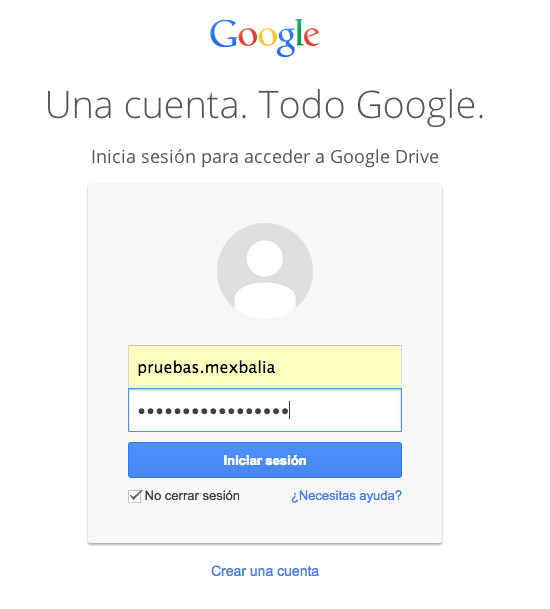 Google
Una cuenta. Todo Google.
Inicia sesión para acceder a Google Drive
pruebas.mexbalia
•••••••••••••••••
Iniciar sesión
No cerrar sesión ¿Necesitas ayuda?
Crear una cuenta